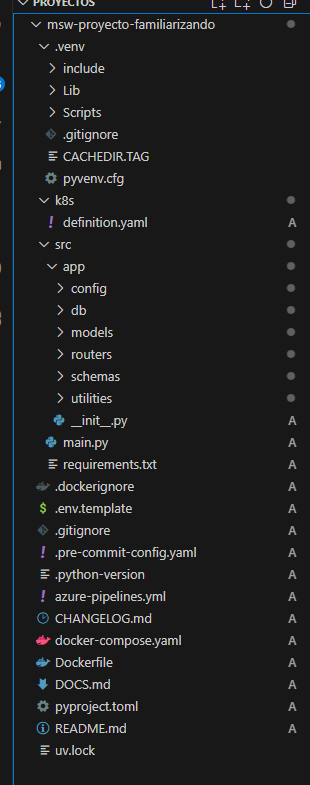 PROYECTOS
msw-proyecto-familiarizando
.venv
include
Lib
Scripts
.gitignore
CACHEDIR.TAG
pyvenv.cfg
k8s
! definition.yaml A
src
app
config
db
models
routers
schemas
utilities
__init__.py A
main.py A
requirements.txt A
.dockerignore A
$ .env.template A
.gitignore A
! .pre-commit-config.yaml A
.python-version A
! azure-pipelines.yml A
CHANGELOG.md A
docker-compose.yaml A
Dockerfile A
DOCS.md A
pyproject.toml A
README.md A
uv.lock